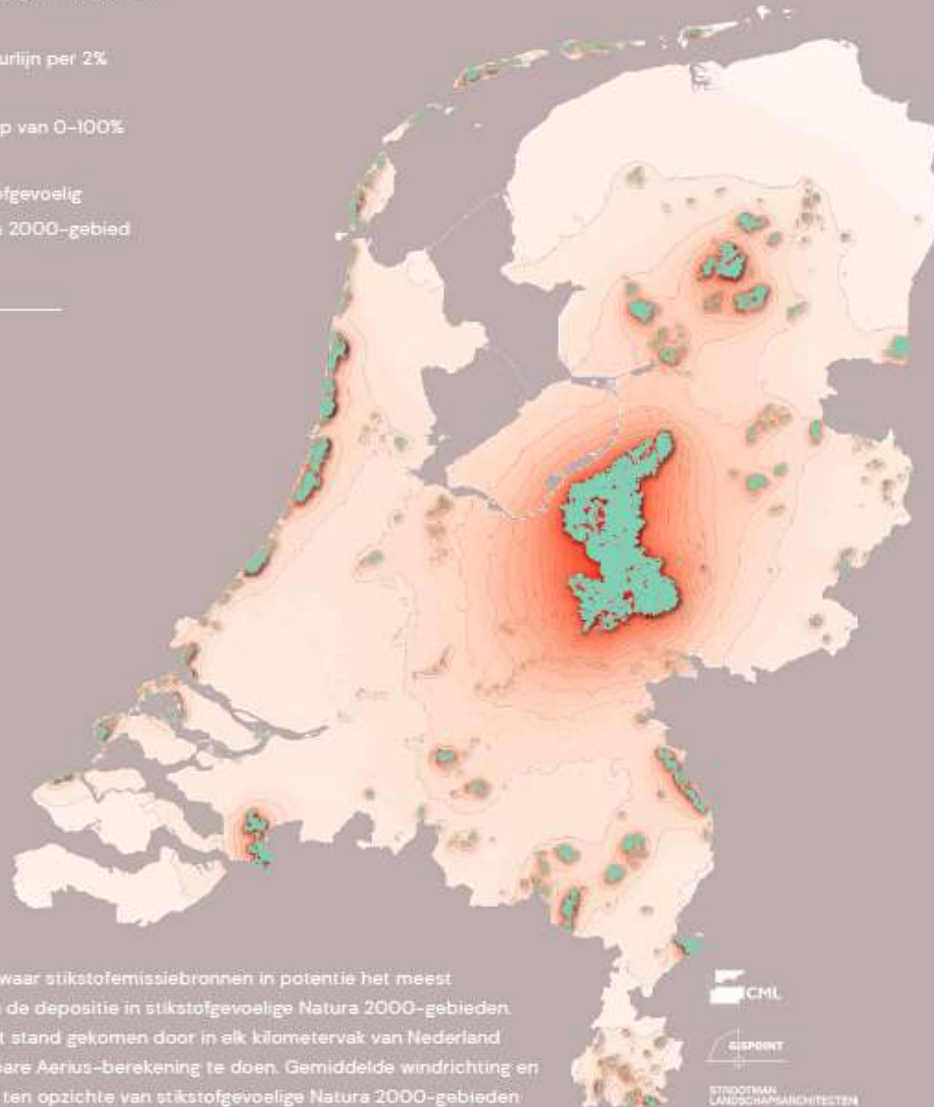 urlijn per 2%
p van 0-100%
ofgevoelig
2000-gebied
waar stikstofemissiebronnen in potentie het meest
de depositie in stikstofgevoelige Natura 2000-gebieden.
t stand gekomen door in elk kilometervak van Nederland
bare Aerius-berekening te doen. Gemiddelde windrichting en
ten opzichte van stikstofgevoelige Natura 2000-gebieden
CML
GISPOINT
STROOTMAN
LANDSCHAPSARCHITECTEN